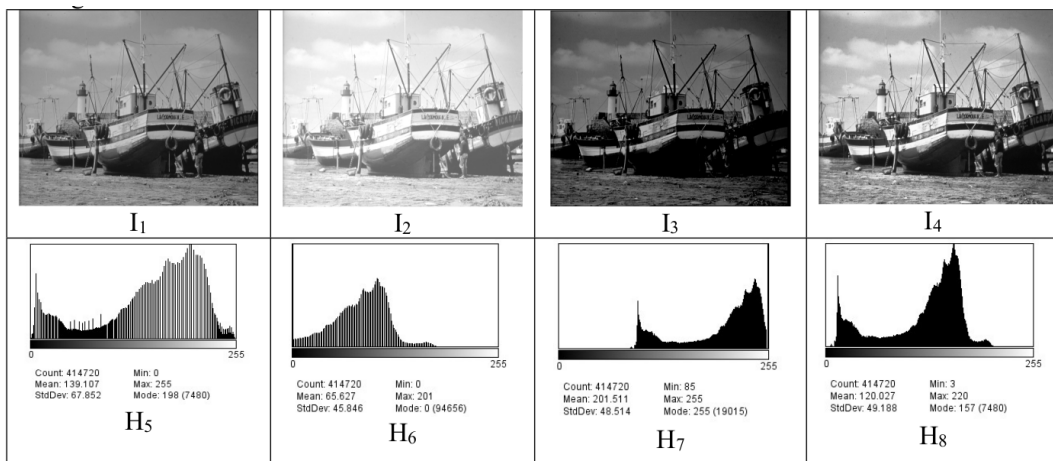 I1
I2
I3
I4
0 255
Count: 414720 Min: 0
Mean: 139.107 Max: 255
StdDev: 67.852 Mode: 198 (7480)
H5
0 255
Count: 414720 Min: 0
Mean: 65.627 Max: 201
StdDev: 45.846 Mode: 0 (94656)
H6
0 255
Count: 414720 Min: 85
Mean: 201.511 Max: 255
StdDev: 48.514 Mode: 255 (19015)
H7
0 255
Count: 414720 Min: 3
Mean: 120.027 Max: 220
StdDev: 49.188 Mode: 157 (7480)
H8